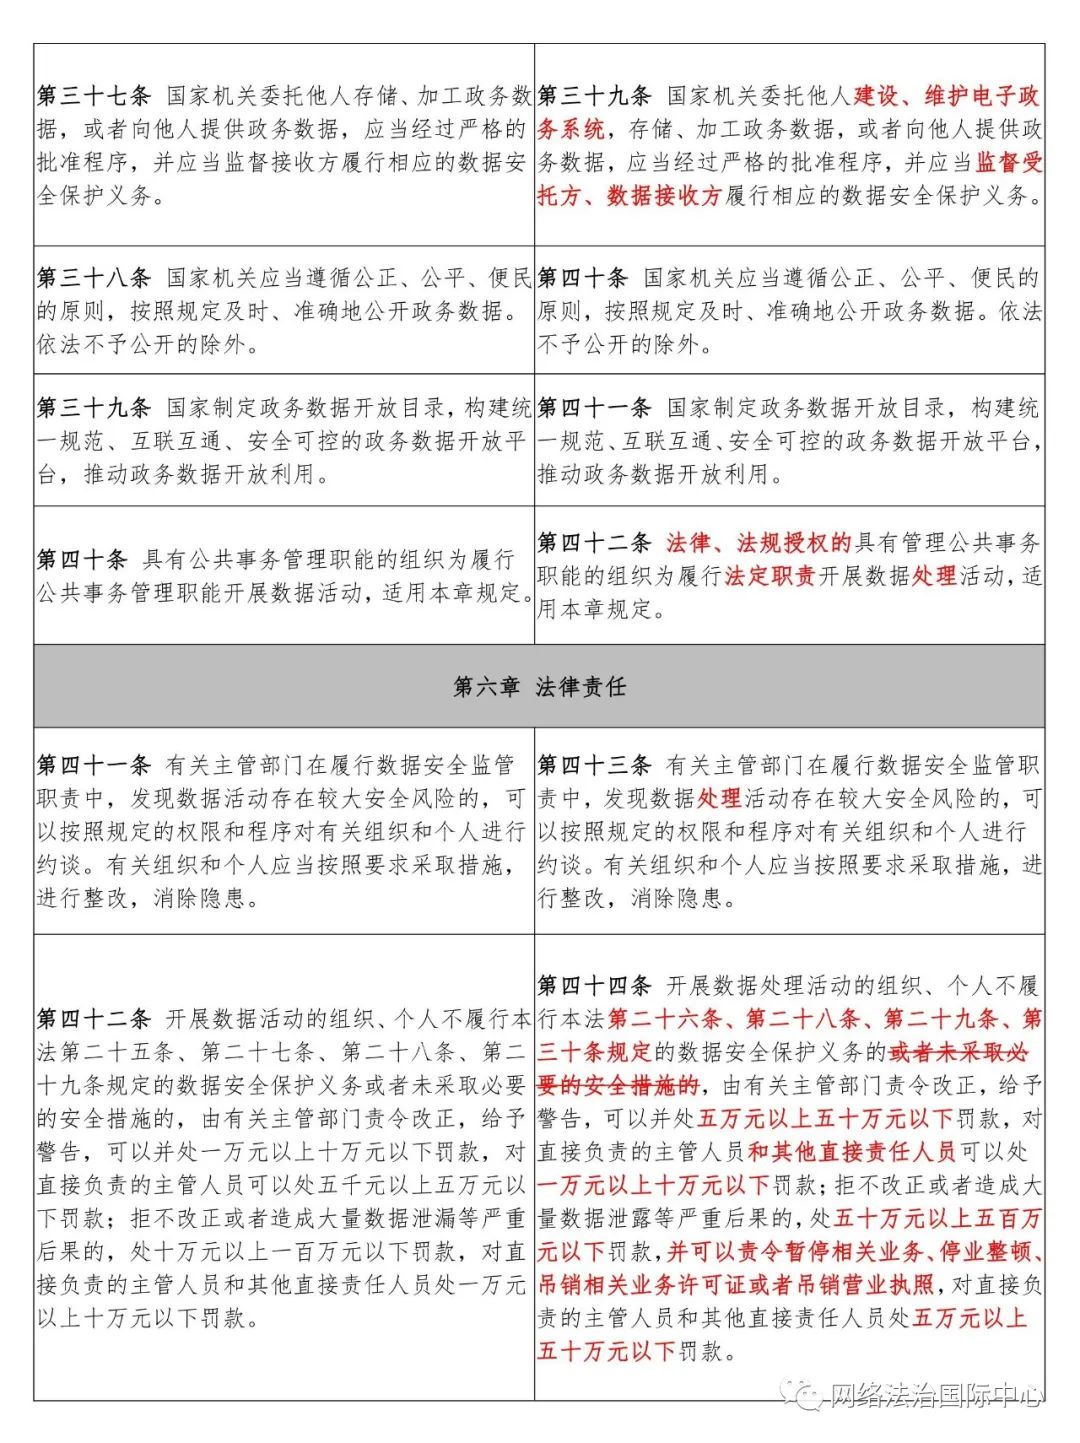 第三十七条 国家机关委托他人存储、加工政务数
据，或者向他人提供政务数据，应当经过严格的
批准程序，并应当监督接收方履行相应的数据安
全保护义务。
第三十九条 国家机关委托他人建设、维护电子政
务系统，存储、加工政务数据，或者向他人提供政
务数据，应当经过严格的批准程序，并应当监督受
托方、数据接收方履行相应的数据安全保护义务。
第三十八条 国家机关应当遵循公正、公平、便民
的原则，按照规定及时、准确地公开政务数据。
依法不予公开的除外。
第四十条 国家机关应当遵循公正、公平、便民的
原则，按照规定及时、准确地公开政务数据。依法
不予公开的除外。
第三十九条 国家制定政务数据开放目录，构建统
一规范、互联互通、安全可控的政务数据开放平
台，推动政务数据开放利用。
第四十一条 国家制定政务数据开放目录，构建统
一规范、互联互通、安全可控的政务数据开放平台，
推动政务数据开放利用。
第四十条 具有公共事务管理职能的组织为履行
公共事务管理职能开展数据活动，适用本章规定。
第四十二条 法律、法规授权的具有管理公共事务
职能的组织为履行法定职责开展数据处理活动，适
用本章规定。
第六章 法律责任
第四十一条 有关主管部门在履行数据安全监管
职责中，发现数据活动存在较大安全风险的，可
以按照规定的权限和程序对有关组织和个人进行
约谈。有关组织和个人应当按照要求采取措施，
进行整改，消除隐患。
第四十三条 有关主管部门在履行数据安全监管职
责中，发现数据处理活动存在较大安全风险的，可
以按照规定的权限和程序对有关组织和个人进行
约谈。有关组织和个人应当按照要求采取措施，进
行整改，消除隐患。
第四十二条 开展数据活动的组织、个人不履行本
法第二十五条、第二十七条、第二十八条、第二
十九条规定的数据安全保护义务或者未采取必要
的安全措施的，由有关主管部门责令改正，给予
警告，可以并处一万元以上十万元以下罚款，对
直接负责的主管人员可以处五千元以上五万元以
下罚款；拒不改正或者造成大量数据泄漏等严重
后果的，处十万元以上一百万元以下罚款，对直
接负责的主管人员和其他直接责任人员处一万元
以上十万元以下罚款。
第四十四条 开展数据处理活动的组织、个人不履
行本法第二十六条、第二十八条、第二十九条、第
三十条规定的数据安全保护义务的或者未采取必
要的安全措施的，由有关主管部门责令改正，给予
警告，可以并处五万元以上五十万元以下罚款，对
直接负责的主管人员和其他直接责任人员可以处
一万元以上十万元以下罚款；拒不改正或者造成大
量数据泄露等严重后果的，处五十万元以上五百万
元以下罚款，并可以责令暂停相关业务、停业整顿、
吊销相关业务许可证或者吊销营业执照，对直接负
责的主管人员和其他直接责任人员处五万元以上
五十万元以下罚款。
网络法治国际中心